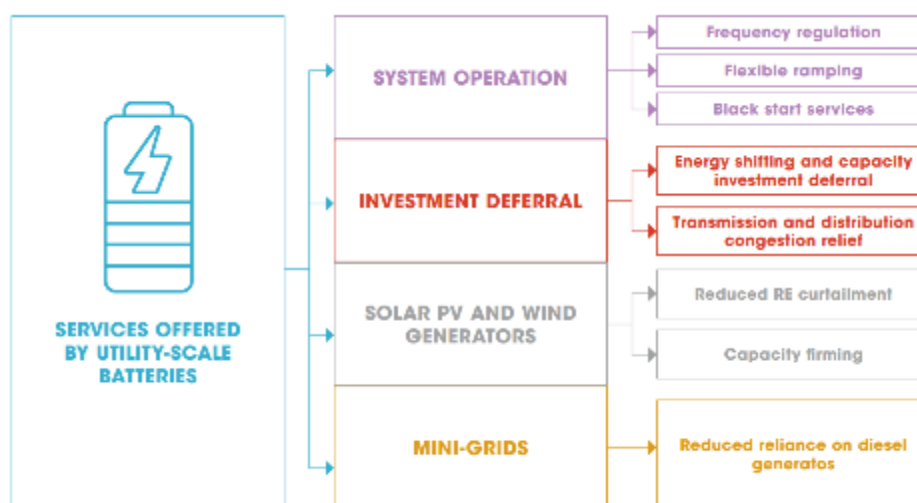 SERVICES OFFERED
BY UTILITY-SCALE
BATTERIES
SYSTEM OPERATION
Frequency regulation
Flexible ramping
Black start services
INVESTMENT DEFERRAL
Energy shifting and capacity
investment deferral
Transmission and distribution
congestion relief
SOLAR PV AND WIND
GENERATORS
Reduced RE curtailment
Capacity firming
MINI-GRIDS
Reduced reliance on diesel
generatos